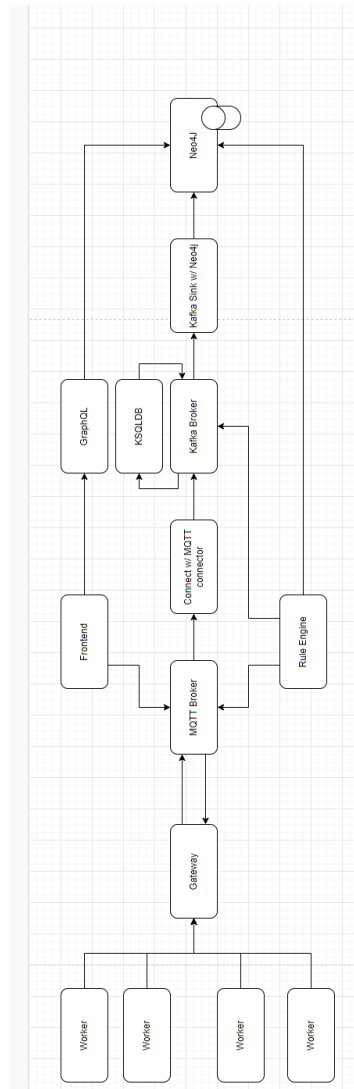 Neo4J
Kafka Sink w/ Neo4j
GraphQL
KSQLDB
Kafka Broker
Connect w/ MQTT
connector
Frontend
MQTT Broker
Rule Engine
Gateway
Worker
Worker
Worker
Worker